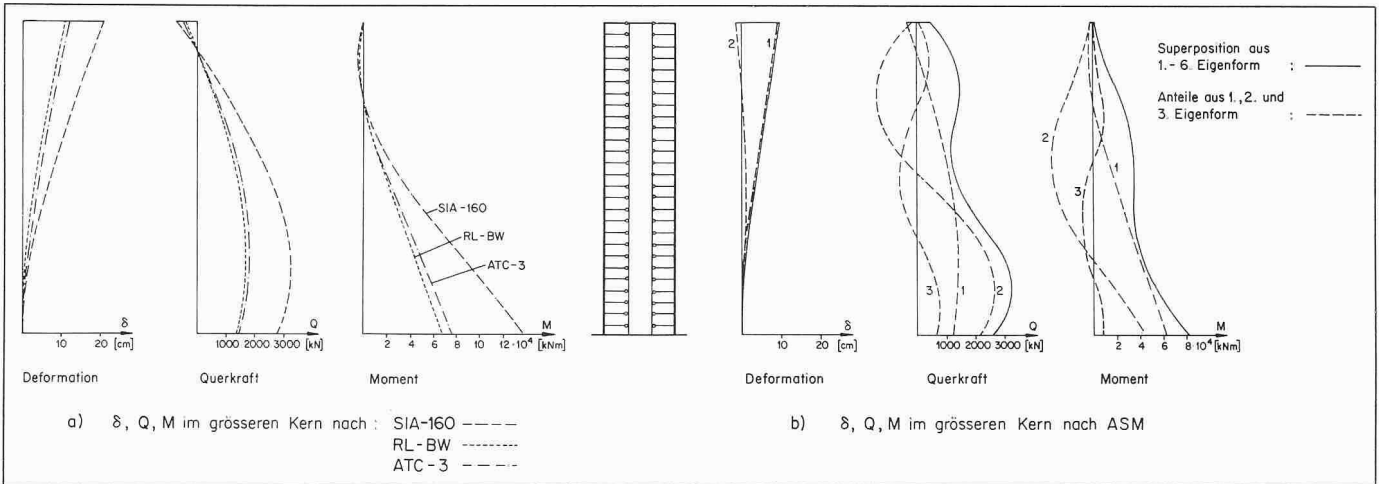 a)
b)
2
1
2
3
1
2
2
3
1
Superposition aus
1.- 6. Eigenform : ———
Anteile aus 1., 2. und
3. Eigenform : – – – –
SIA-160
RL-BW
ATC-3
δ
10 20 [cm]
Q
1000 2000 3000 [kN]
M
2 4 6 8 10 12·10⁴ [kNm]
δ
10 20 [cm]
Q
1000 2000 3000 [kN]
M
2 4 6 8·10⁴ [kNm]
Deformation
Querkraft
Moment
Deformation
Querkraft
Moment
a) δ, Q, M im grösseren Kern nach : SIA-160
RL-BW
ATC-3
b) δ, Q, M im grösseren Kern nach ASM